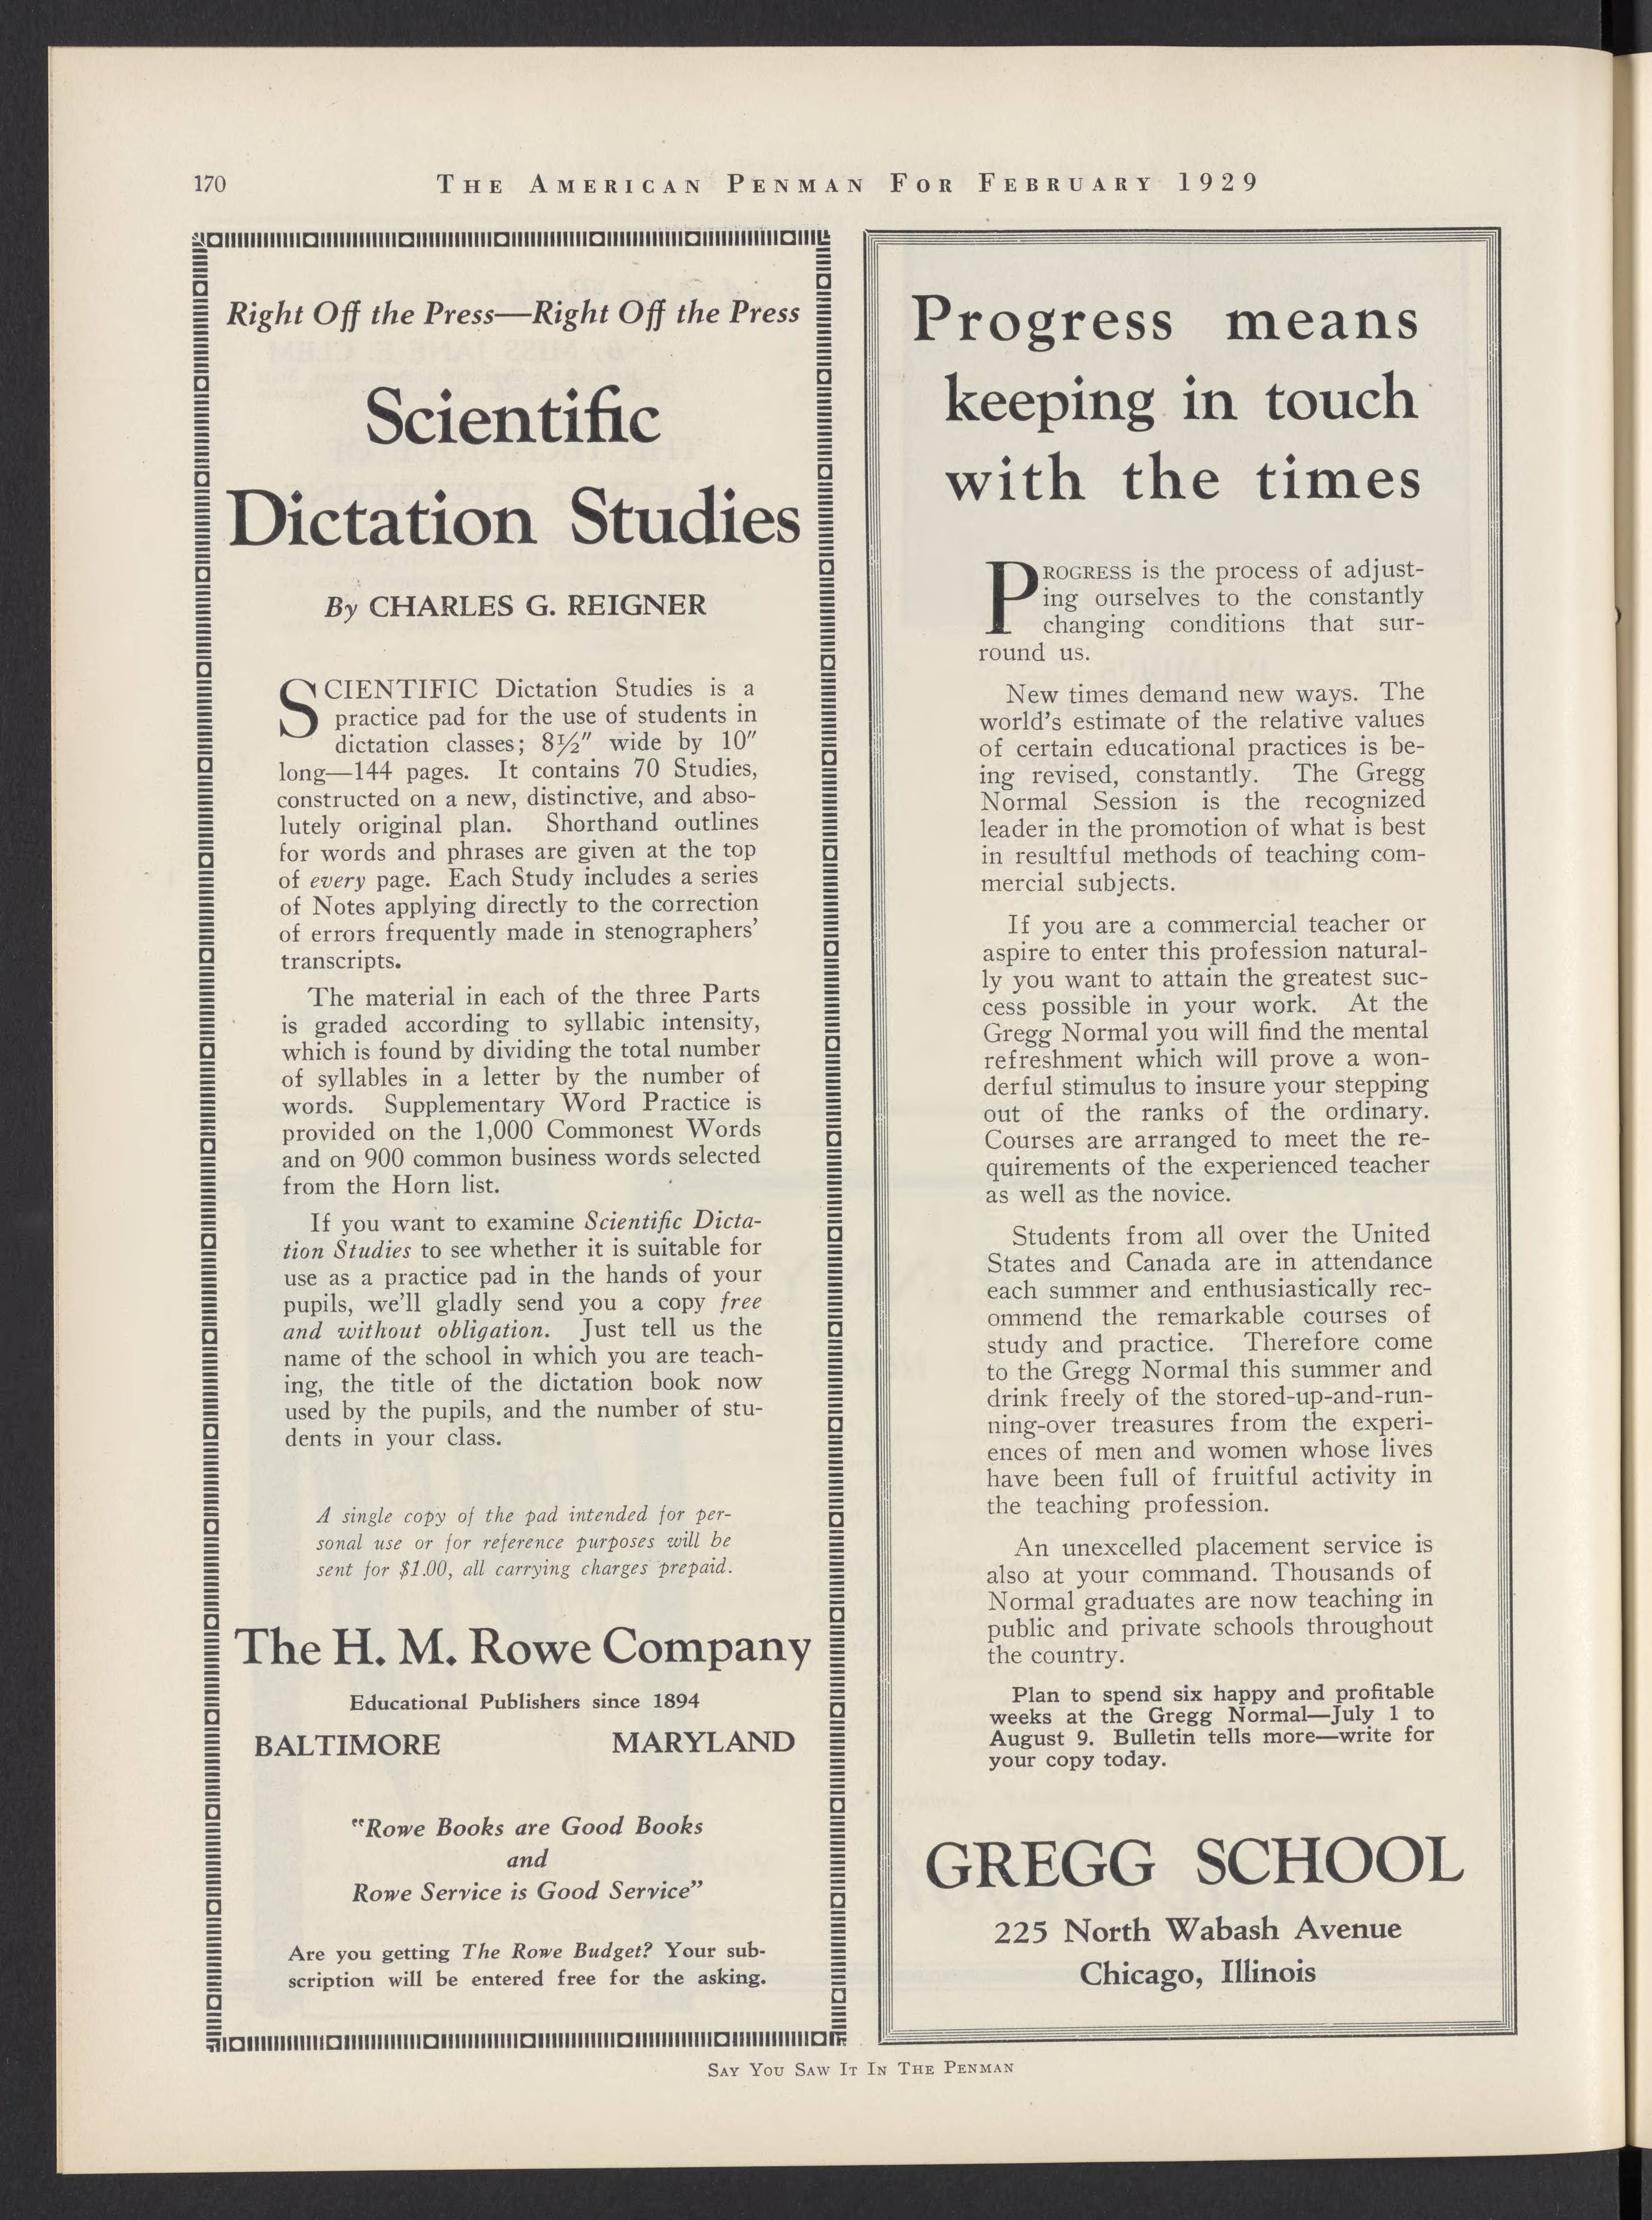 170
THE AMERICAN PENMAN FOR FEBRUARY 1929
Right Off the Press—Right Off the Press
Scientific
Dictation Studies
By CHARLES G. REIGNER
SCIENTIFIC Dictation Studies is a
practice pad for the use of students in
dictation classes; 8½″ wide by 10″
long—144 pages. It contains 70 Studies,
constructed on a new, distinctive, and abso-
lutely original plan. Shorthand outlines
for words and phrases are given at the top
of every page. Each Study includes a series
of Notes applying directly to the correction
of errors frequently made in stenographers’
transcripts.
The material in each of the three Parts
is graded according to syllabic intensity,
which is found by dividing the total number
of syllables in a letter by the number of
words. Supplementary Word Practice is
provided on the 1,000 Commonest Words
and on 900 common business words selected
from the Horn list.
If you want to examine Scientific Dicta-
tion Studies to see whether it is suitable for
use as a practice pad in the hands of your
pupils, we’ll gladly send you a copy free
and without obligation. Just tell us the
name of the school in which you are teach-
ing, the title of the dictation book now
used by the pupils, and the number of stu-
dents in your class.
A single copy of the pad intended for per-
sonal use or for reference purposes will be
sent for $1.00, all carrying charges prepaid.
The H. M. Rowe Company
Educational Publishers since 1894
BALTIMORE MARYLAND
“Rowe Books are Good Books
and
Rowe Service is Good Service”
Are you getting The Rowe Budget? Your sub-
scription will be entered free for the asking.
Progress means
keeping in touch
with the times
PROGRESS is the process of adjust-
ing ourselves to the constantly
changing conditions that sur-
round us.
New times demand new ways. The
world’s estimate of the relative values
of certain educational practices is be-
ing revised, constantly. The Gregg
Normal Session is the recognized
leader in the promotion of what is best
in resultful methods of teaching com-
mercial subjects.
If you are a commercial teacher or
aspire to enter this profession natural-
ly you want to attain the greatest suc-
cess possible in your work. At the
Gregg Normal you will find the mental
refreshment which will prove a won-
derful stimulus to insure your stepping
out of the ranks of the ordinary.
Courses are arranged to meet the re-
quirements of the experienced teacher
as well as the novice.
Students from all over the United
States and Canada are in attendance
each summer and enthusiastically rec-
ommend the remarkable courses of
study and practice. Therefore come
to the Gregg Normal this summer and
drink freely of the stored-up-and-run-
ning-over treasures from the experi-
ences of men and women whose lives
have been full of fruitful activity in
the teaching profession.
An unexcelled placement service is
also at your command. Thousands of
Normal graduates are now teaching in
public and private schools throughout
the country.
Plan to spend six happy and profitable
weeks at the Gregg Normal—July 1 to
August 9. Bulletin tells more—write for
your copy today.
GREGG SCHOOL
225 North Wabash Avenue
Chicago, Illinois
SAY YOU SAW IT IN THE PENMAN